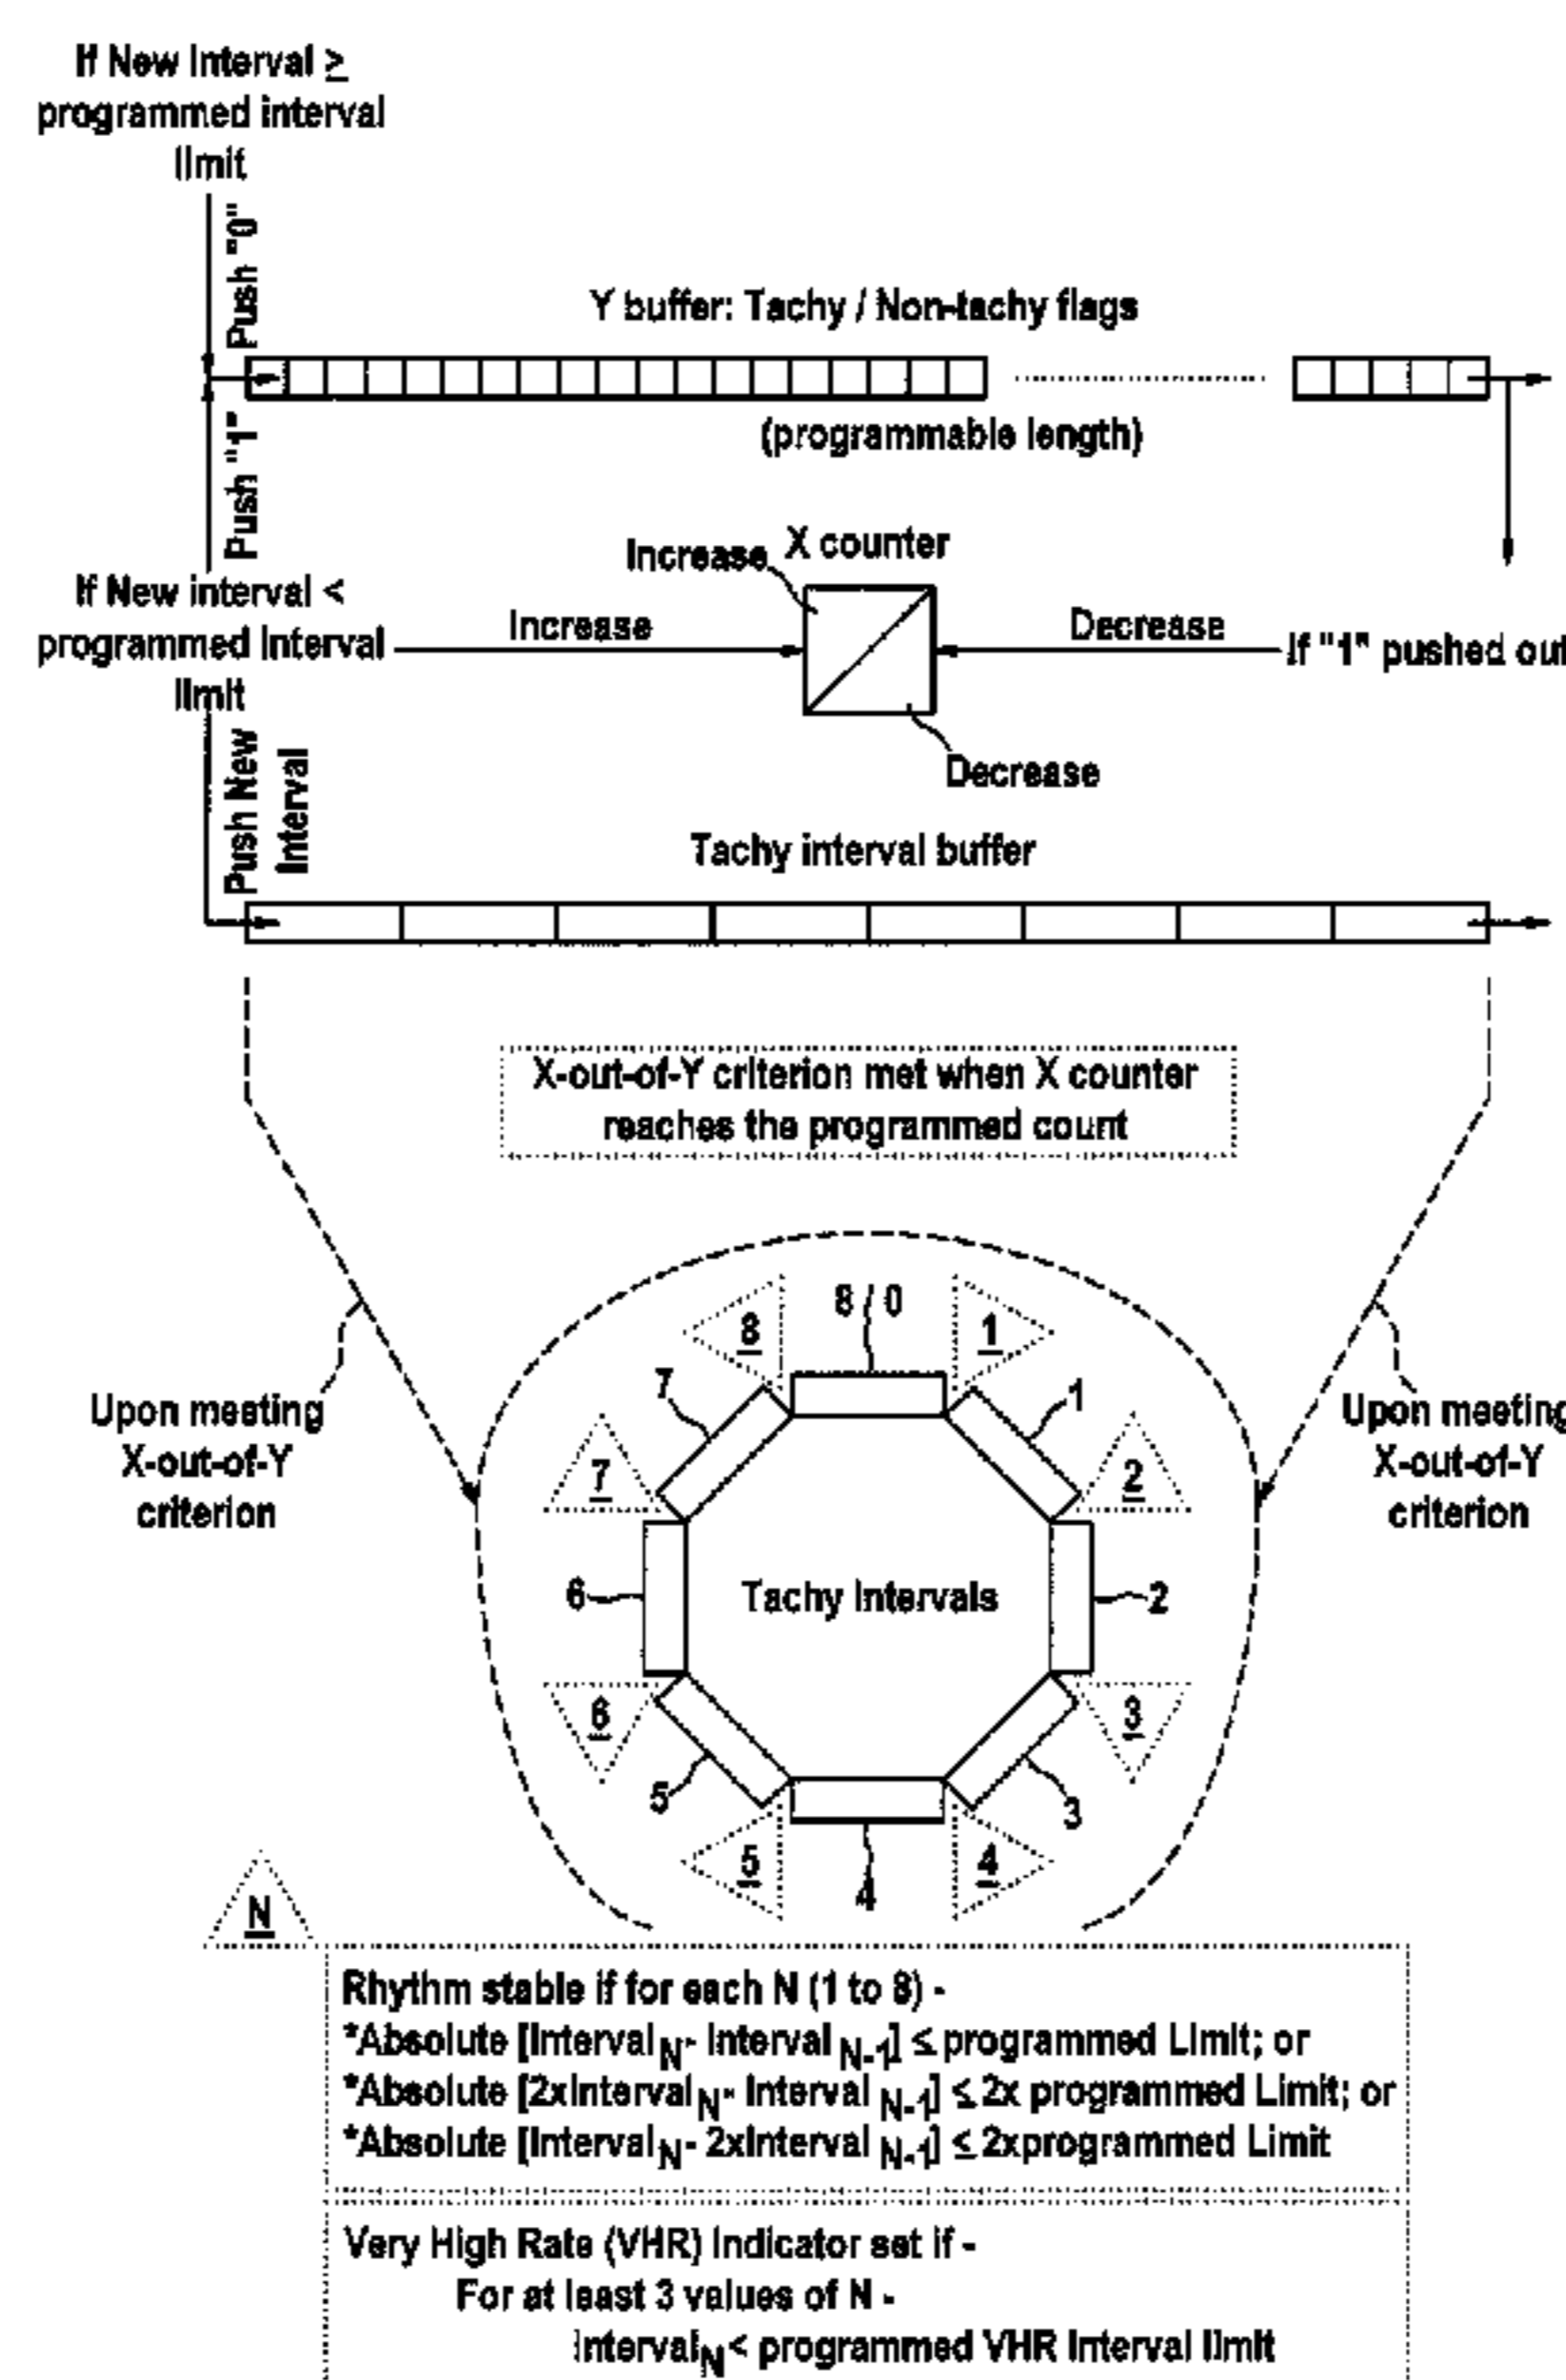 If New Interval ≥
programmed interval
limit
Push "0"
Y buffer: Tachy / Non-tachy flags
(programmable length)
Push "1"
If New interval <
programmed interval
limit
Increase
Increase
X counter
Decrease
If "1" pushed out
Decrease
Push New
Interval
Tachy interval buffer
X-out-of-Y criterion met when X counter
reaches the programmed count
Upon meeting
X-out-of-Y
criterion
Upon meeting
X-out-of-Y
criterion
8
8 / 0
1
7
1
7
2
6
Tachy Intervals
2
6
3
5
3
5
4
4
N
Rhythm stable if for each N (1 to 8) -
*Absolute [Interval N - Interval N-1] ≤ programmed Limit; or
*Absolute [2xInterval N - Interval N-1] ≤ 2x programmed Limit; or
*Absolute [Interval N - 2xInterval N-1] ≤ 2xprogrammed Limit
Very High Rate (VHR) Indicator set if -
For at least 3 values of N -
Interval N < programmed VHR Interval limit